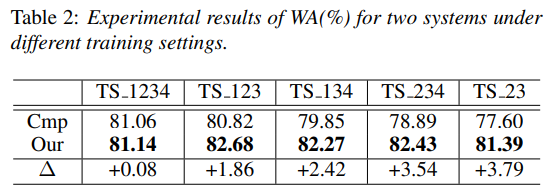 Table 2: Experimental results of WA(%) for two systems under
different training settings.
TS_1234 TS_123 TS_134 TS_234 TS_23
Cmp 81.06 80.82 79.85 78.89 77.60
Our 81.14 82.68 82.27 82.43 81.39
Δ +0.08 +1.86 +2.42 +3.54 +3.79